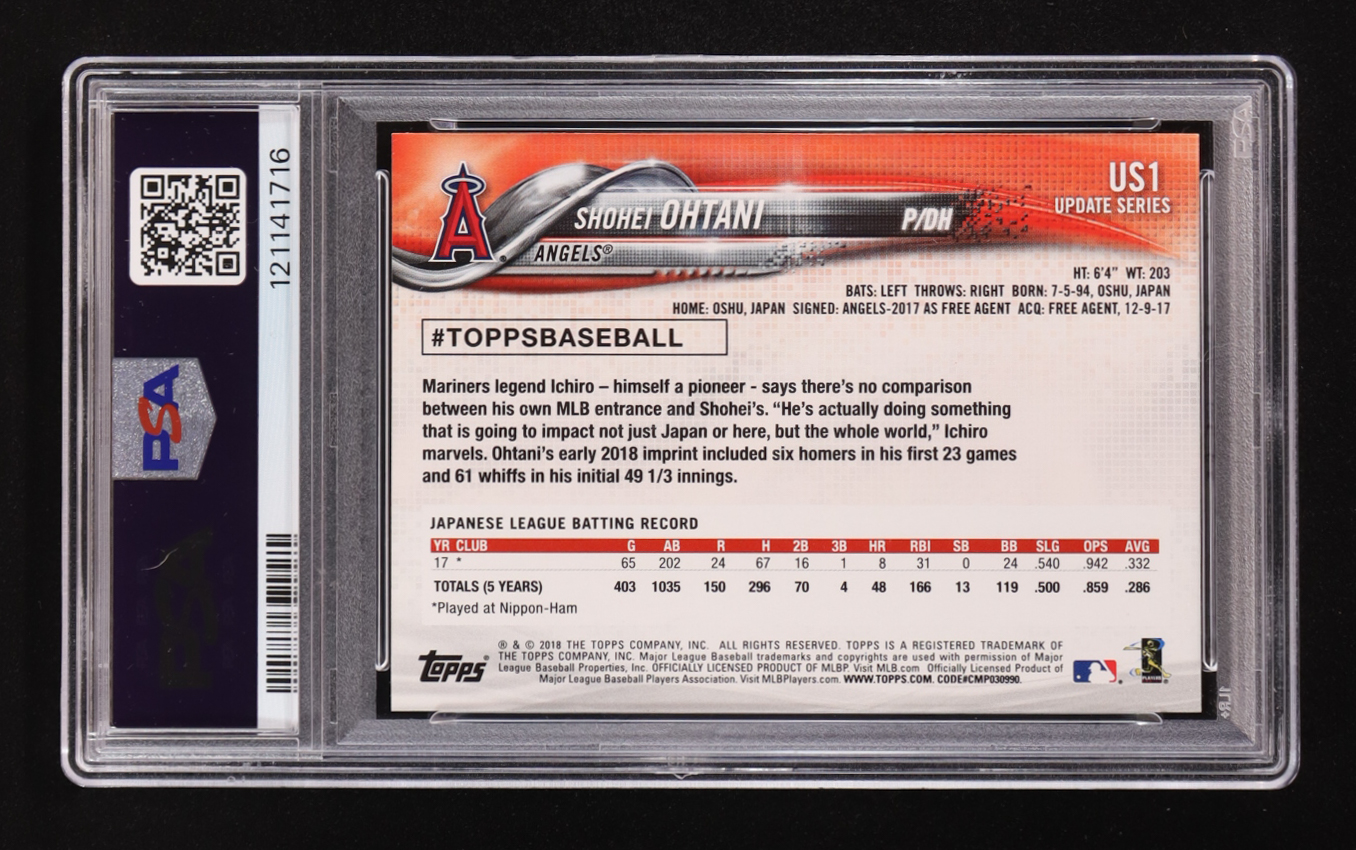 121141716
PSA
A
SHOHEI OHTANI
P/DH
ANGELS®
US1
UPDATE SERIES
HT: 6'4" WT: 203
BATS: LEFT THROWS: RIGHT BORN: 7-5-94, OSHU, JAPAN
HOME: OSHU, JAPAN SIGNED: ANGELS-2017 AS FREE AGENT ACQ: FREE AGENT, 12-9-17
#TOPPSBASEBALL
Mariners legend Ichiro – himself a pioneer - says there's no comparison
between his own MLB entrance and Shohei's. “He's actually doing something
that is going to impact not just Japan or here, but the whole world,” Ichiro
marvels. Ohtani's early 2018 imprint included six homers in his first 23 games
and 61 whiffs in his initial 49 1/3 innings.
JAPANESE LEAGUE BATTING RECORD
YR CLUB G AB R H 2B 3B HR RBI SB BB SLG OPS AVG
17 * 65 202 24 67 16 1 8 31 0 24 .540 .942 .332
TOTALS (5 YEARS) 403 1035 150 296 70 4 48 166 13 119 .500 .859 .286
*Played at Nippon-Ham
Topps®
® & © 2018 THE TOPPS COMPANY, INC. ALL RIGHTS RESERVED. TOPPS IS A REGISTERED TRADEMARK OF
THE TOPPS COMPANY, INC. Major League Baseball trademarks and copyrights are used with permission of Major
League Baseball Properties, Inc. OFFICIALLY LICENSED PRODUCT OF MLBP. Visit MLB.com Officially Licensed Product of
Major League Baseball Players Association. Visit MLBPlayers.com. WWW.TOPPS.COM. CODE#CMP030990.
PLAYERS
PSA